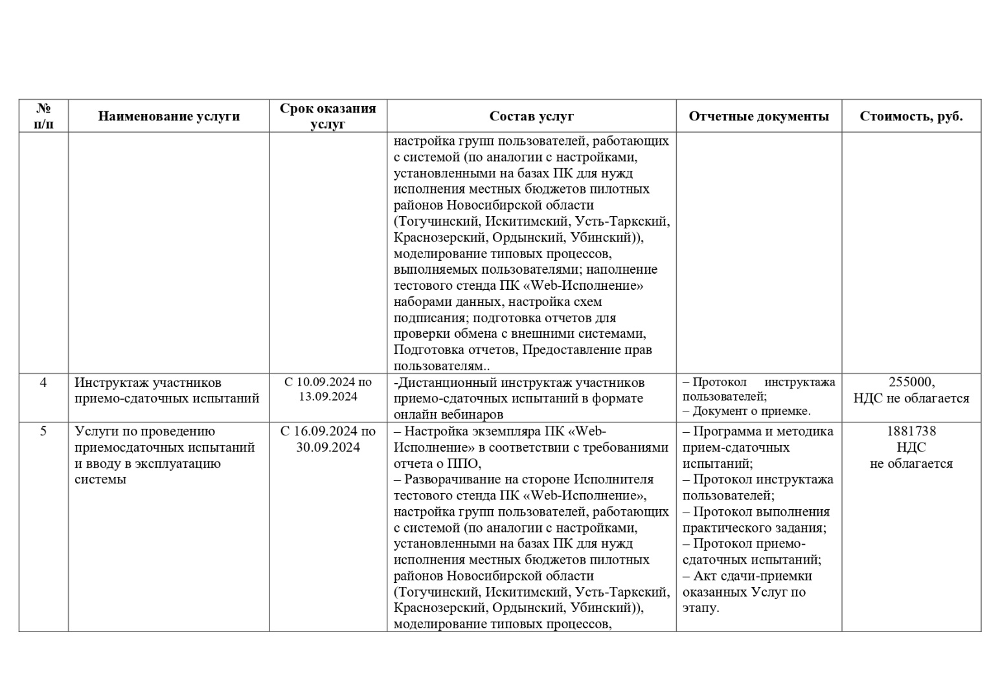 №
п/п
Наименование услуги
Срок оказания
услуг
Состав услуг
Отчетные документы
Стоимость, руб.
настройка групп пользователей, работающих
с системой (по аналогии с настройками,
установленными на базах ПК для нужд
исполнения местных бюджетов пилотных
районов Новосибирской области
(Тогучинский, Искитимский, Усть-Таркский,
Краснозерский, Ордынский, Убинский)),
моделирование типовых процессов,
выполняемых пользователями; наполнение
тестового стенда ПК «Web-Исполнение»
наборами данных, настройка схем
подписания; подготовка отчетов для
проверки обмена с внешними системами,
Подготовка отчетов, Предоставление прав
пользователям..
4
Инструктаж участников
приемо-сдаточных испытаний
С 10.09.2024 по
13.09.2024
-Дистанционный инструктаж участников
приемо-сдаточных испытаний в формате
онлайн вебинаров
– Протокол инструктажа
пользователей;
– Документ о приемке.
255000,
НДС не облагается
5
Услуги по проведению
приемосдаточных испытаний
и вводу в эксплуатацию
системы
С 16.09.2024 по
30.09.2024
– Настройка экземпляра ПК «Web-
Исполнение» в соответствии с требованиями
отчета о ППО,
– Разворачивание на стороне Исполнителя
тестового стенда ПК «Web-Исполнение»,
настройка групп пользователей, работающих
с системой (по аналогии с настройками,
установленными на базах ПК для нужд
исполнения местных бюджетов пилотных
районов Новосибирской области
(Тогучинский, Искитимский, Усть-Таркский,
Краснозерский, Ордынский, Убинский)),
моделирование типовых процессов,
– Программа и методика
прием-сдаточных
испытаний;
– Протокол инструктажа
пользователей;
– Протокол выполнения
практического задания;
– Протокол приемо-
сдаточных испытаний;
– Акт сдачи-приемки
оказанных Услуг по
этапу.
1881738
НДС
не облагается